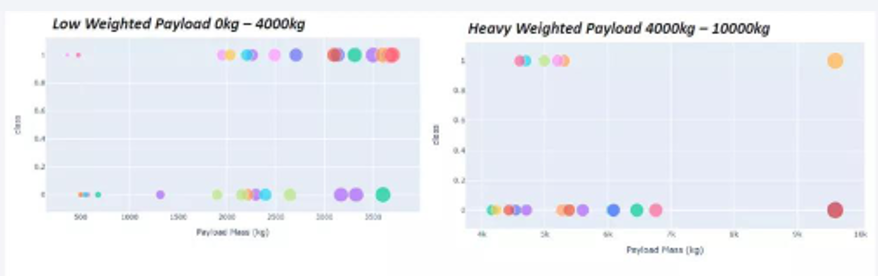 Low Weighted Payload 0kg – 4000kg
class
1
0.8
0.6
0.4
0.2
0
500
1000
1500
2000
2500
3000
3500
Payload Mass (kg)
Heavy Weighted Payload 4000kg – 10000kg
class
1
0.8
0.6
0.4
0.2
0
4k
5k
6k
7k
8k
9k
10k
Payload Mass (kg)